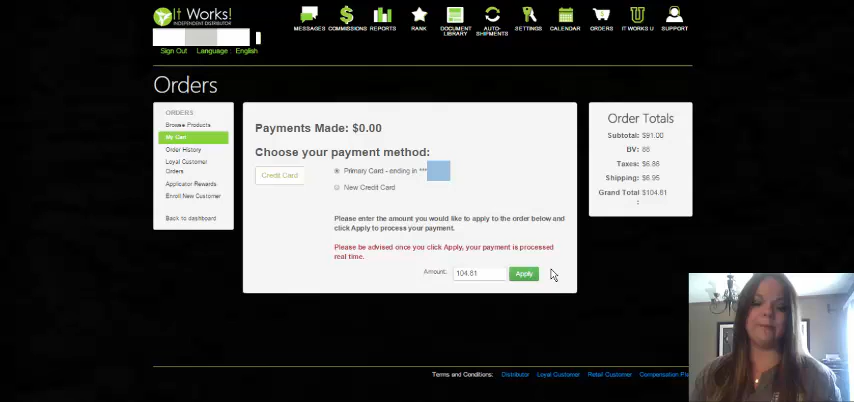 It Works!
INDEPENDENT DISTRIBUTOR
Sign Out Language English
MESSAGES COMMISSIONS REPORTS RANK DOCUMENT LIBRARY AUTO-SHIPMENTS SETTINGS CALENDAR ORDERS IT WORKS U SUPPORT
Orders
ORDERS
Browse Products
My Cart
Order History
Loyal Customer
Orders
Applicator Rewards
Enroll New Customer
Back to dashboard
Payments Made: $0.00
Choose your payment method:
Credit Card
Primary Card - ending in ***
New Credit Card
Please enter the amount you would like to apply to the order below and
click Apply to process your payment.
Please be advised once you click Apply, your payment is processed
real time.
Amount: 104.81 Apply
Order Totals
Subtotal: $91.00
BV: 88
Taxes: $6.86
Shipping: $6.95
Grand Total $104.81
:
Terms and Conditions: Distributor Loyal Customer Retail Customer Compensation